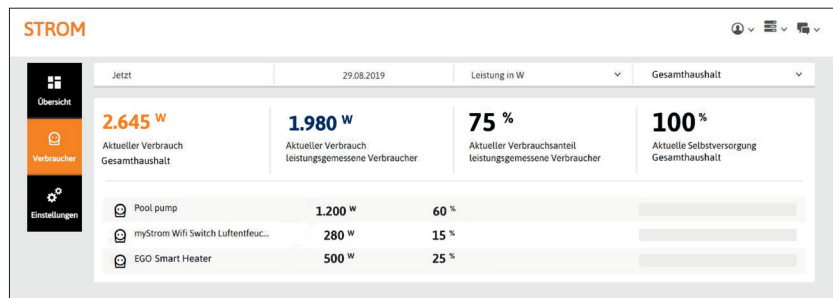 STROM
Jetzt 29.08.2019 Leistung in W Gesamthaushalt
Übersicht
Verbraucher
Einstellungen
2.645 W 1.980 W 75 % 100 %
Aktueller Verbrauch Aktueller Verbrauch Aktueller Verbrauchsanteil Aktuelle Selbstversorgung
Gesamthaushalt leistungsgemessene Verbraucher leistungsgemessene Verbraucher Gesamthaushalt
Pool pump 1.200 W 60 %
myStrom Wifi Switch Luftentfeuc... 280 W 15 %
EGO Smart Heater 500 W 25 %